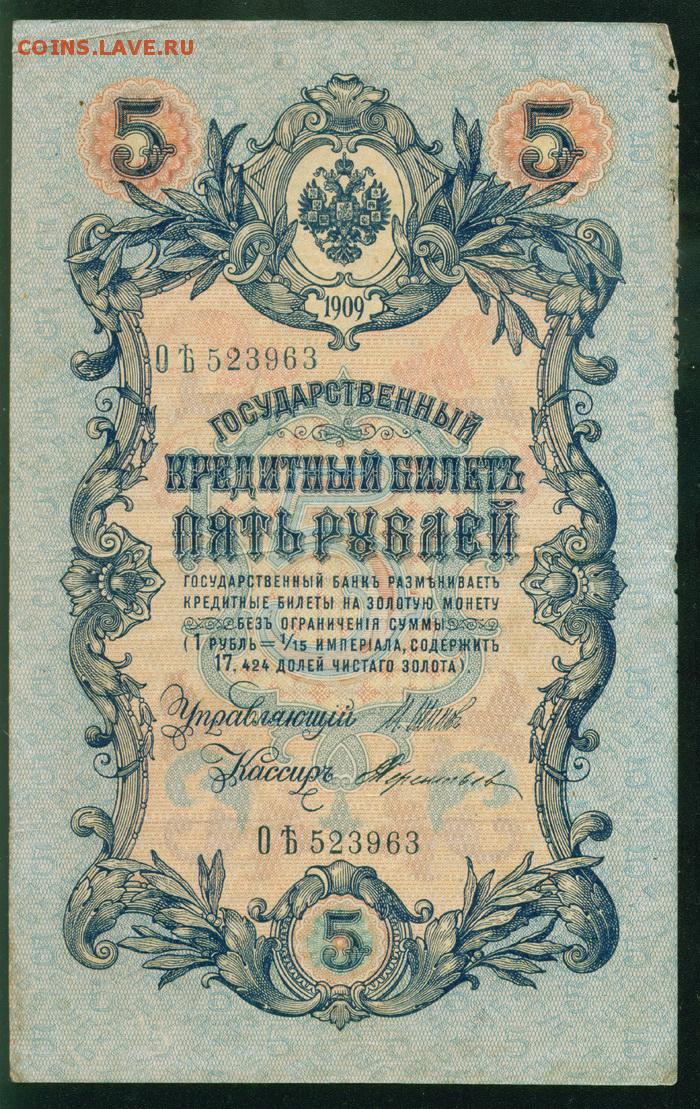 COINS.LAVE.RU
5 5
1909
ОѢ 523963
ГОСУДАРСТВЕННЫЙ
КРЕДИТНЫЙ БИЛЕТЪ
ПЯТЬ РУБЛЕЙ
ГОСУДАРСТВЕННЫЙ БАНКЪ РАЗМѢНИВАЕТЪ
КРЕДИТНЫЕ БИЛЕТЫ НА ЗОЛОТУЮ МОНЕТУ
БЕЗЪ ОГРАНИЧЕНІЯ СУММЫ
(1 РУБЛЬ = 1/15 ИМПЕРІАЛА, СОДЕРЖИТЪ
17,424 ДОЛЕЙ ЧИСТАГО ЗОЛОТА).
Управляющій
Кассиръ
ОѢ 523963
5